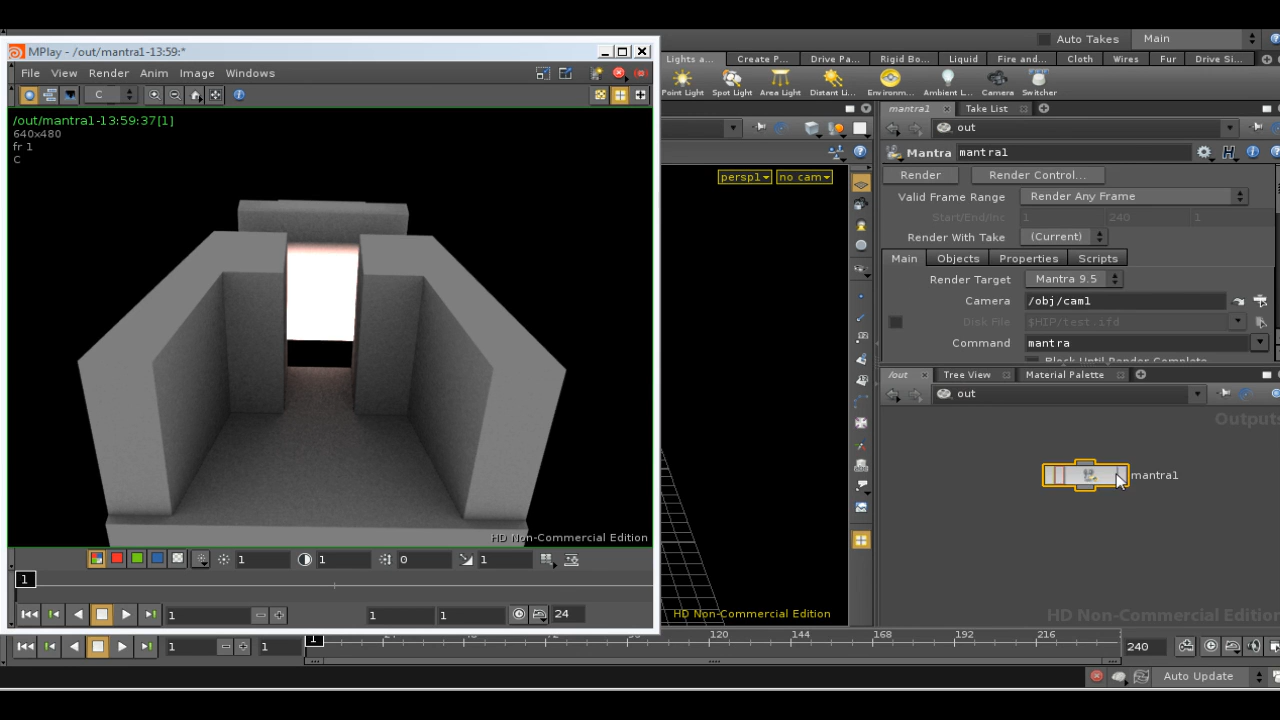 MPlay - /out/mantra1-13:59:*
File View Render Anim Image Windows
C
/out/mantra1-13:59:37[1]
640x480
fr 1
C
HD Non-Commercial Edition
1 1 0 1
1
1 1 1 24
Auto Takes Main
Lights a... Create P... Drive Pa... Rigid Bo... Liquid Fire and... Cloth Wires Fur Drive Si...
Point Light Spot Light Area Light Distant Li... Environm... Ambient L... Camera Switcher
mantra1 Take List
out
Mantra mantra1
Render Render Control...
Valid Frame Range Render Any Frame
Start/End/Inc 1 240 1
Render With Take (Current)
Main Objects Properties Scripts
Render Target Mantra 9.5
Camera /obj/cam1
Disk File $HIP/test.ifd
Command mantra
Block Until Render Complete
persp1 no cam
HD Non-Commercial Edition
/out Tree View Material Palette
out
Outputs
mantra1
HD Non-Commercial Edition
1 1 1 24 72 120 144 168 192 216 240
Auto Update